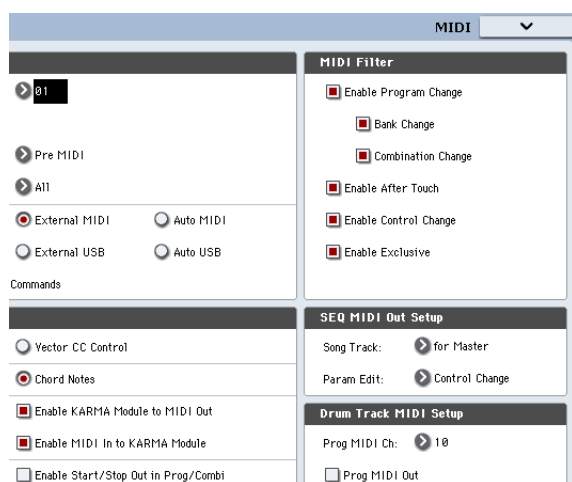 MIDI
MIDI Filter
01
Enable Program Change
Bank Change
Pre MIDI
Combination Change
All
Enable After Touch
External MIDI
Auto MIDI
Enable Control Change
External USB
Auto USB
Enable Exclusive
Commands
SEQ MIDI Out Setup
Vector CC Control
Song Track:
for Master
Chord Notes
Param Edit:
Control Change
Enable KARMA Module to MIDI Out
Drum Track MIDI Setup
Enable MIDI In to KARMA Module
Prog MIDI Ch:
10
Enable Start/Stop Out in Prog/Combi
Prog MIDI Out